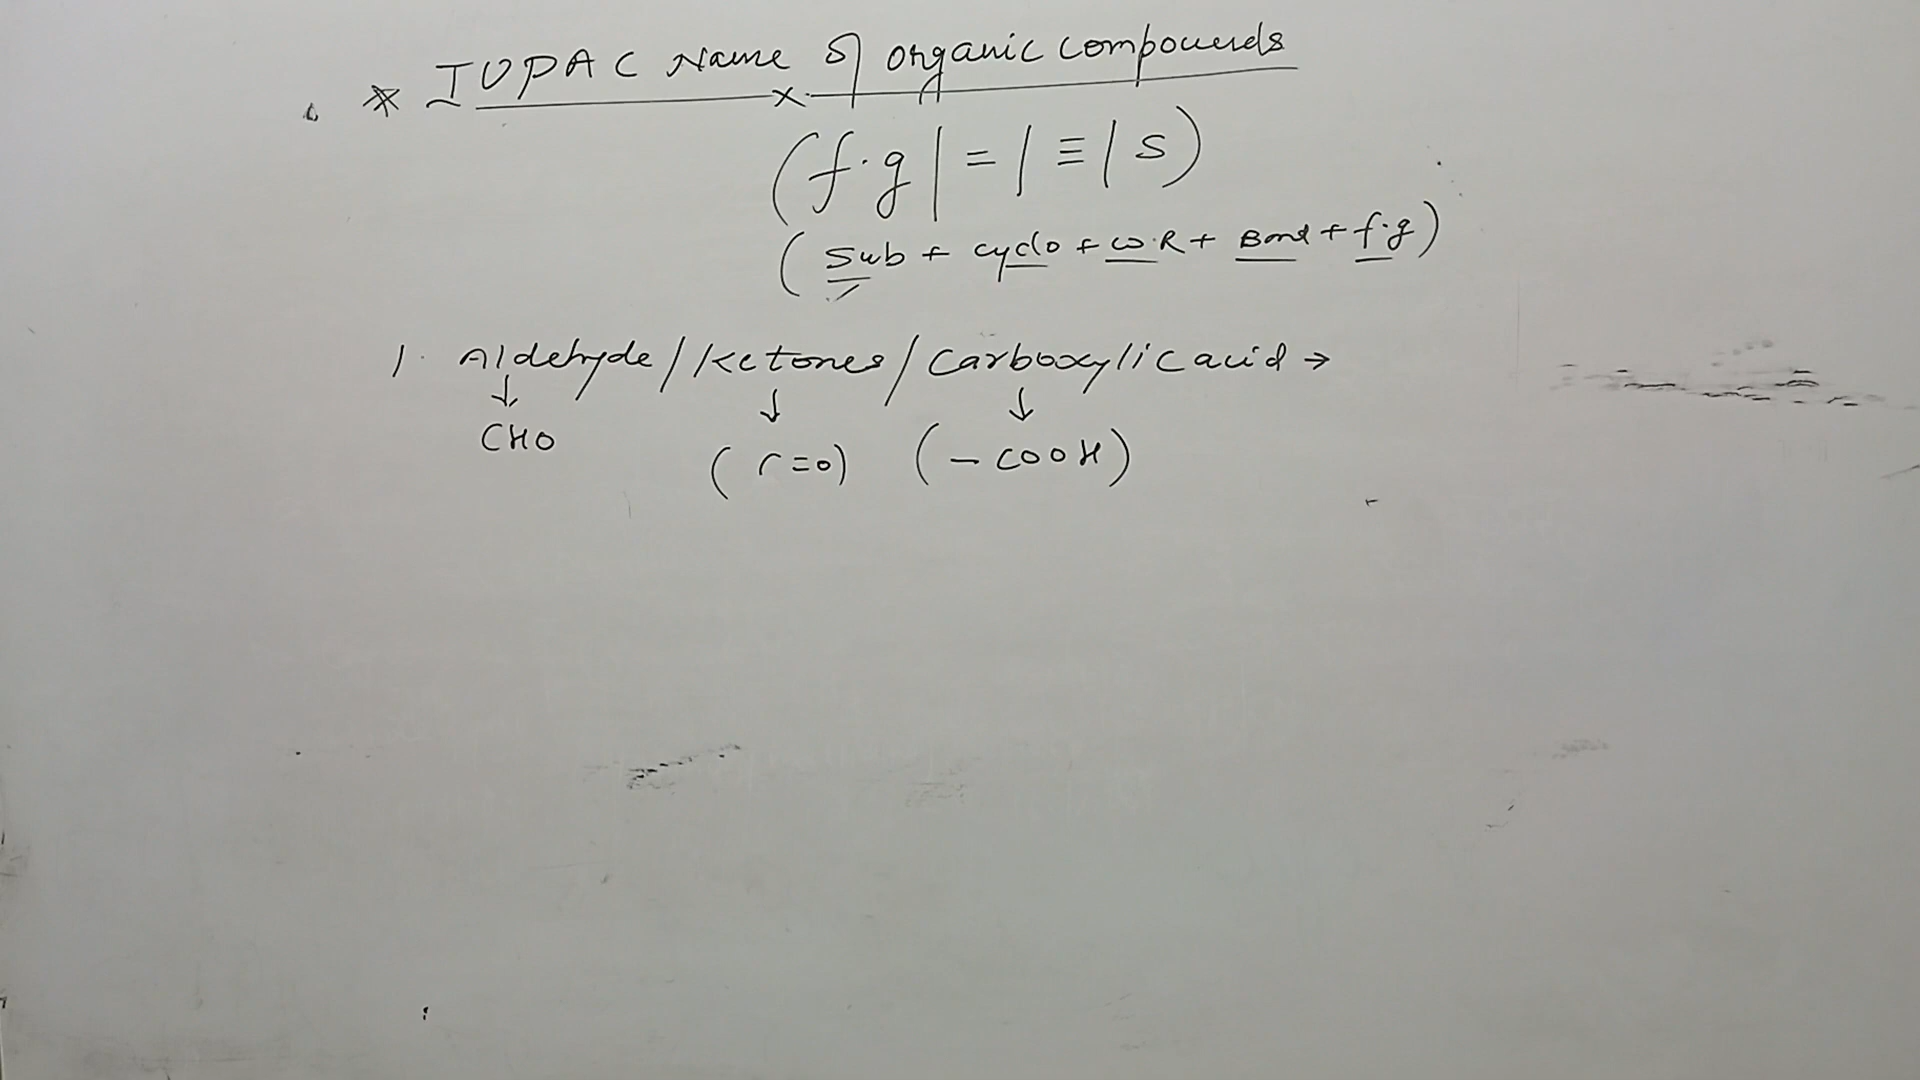 * IUPAC Name of organic compounds
(f.g | = | ≡ | S)
(Sub + cyclo + W.R + Bond + f.g)
1. Aldehyde / Ketones / Carboxylic acid →
↓ ↓ ↓
CHO (C=O) (-COOH)